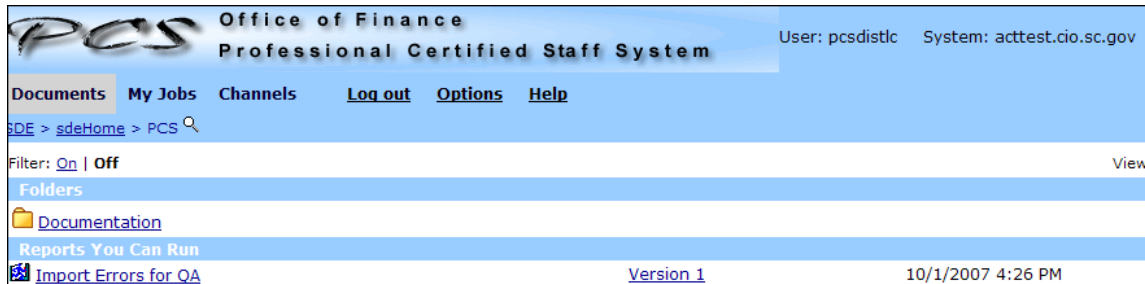 PCS
Office of Finance
Professional Certified Staff System
User: pcsdistlc System: acttest.cio.sc.gov
Documents My Jobs Channels Log out Options Help
SDE > sdeHome > PCS
Filter: On | Off View
Folders
Documentation
Reports You Can Run
Import Errors for QA Version 1 10/1/2007 4:26 PM